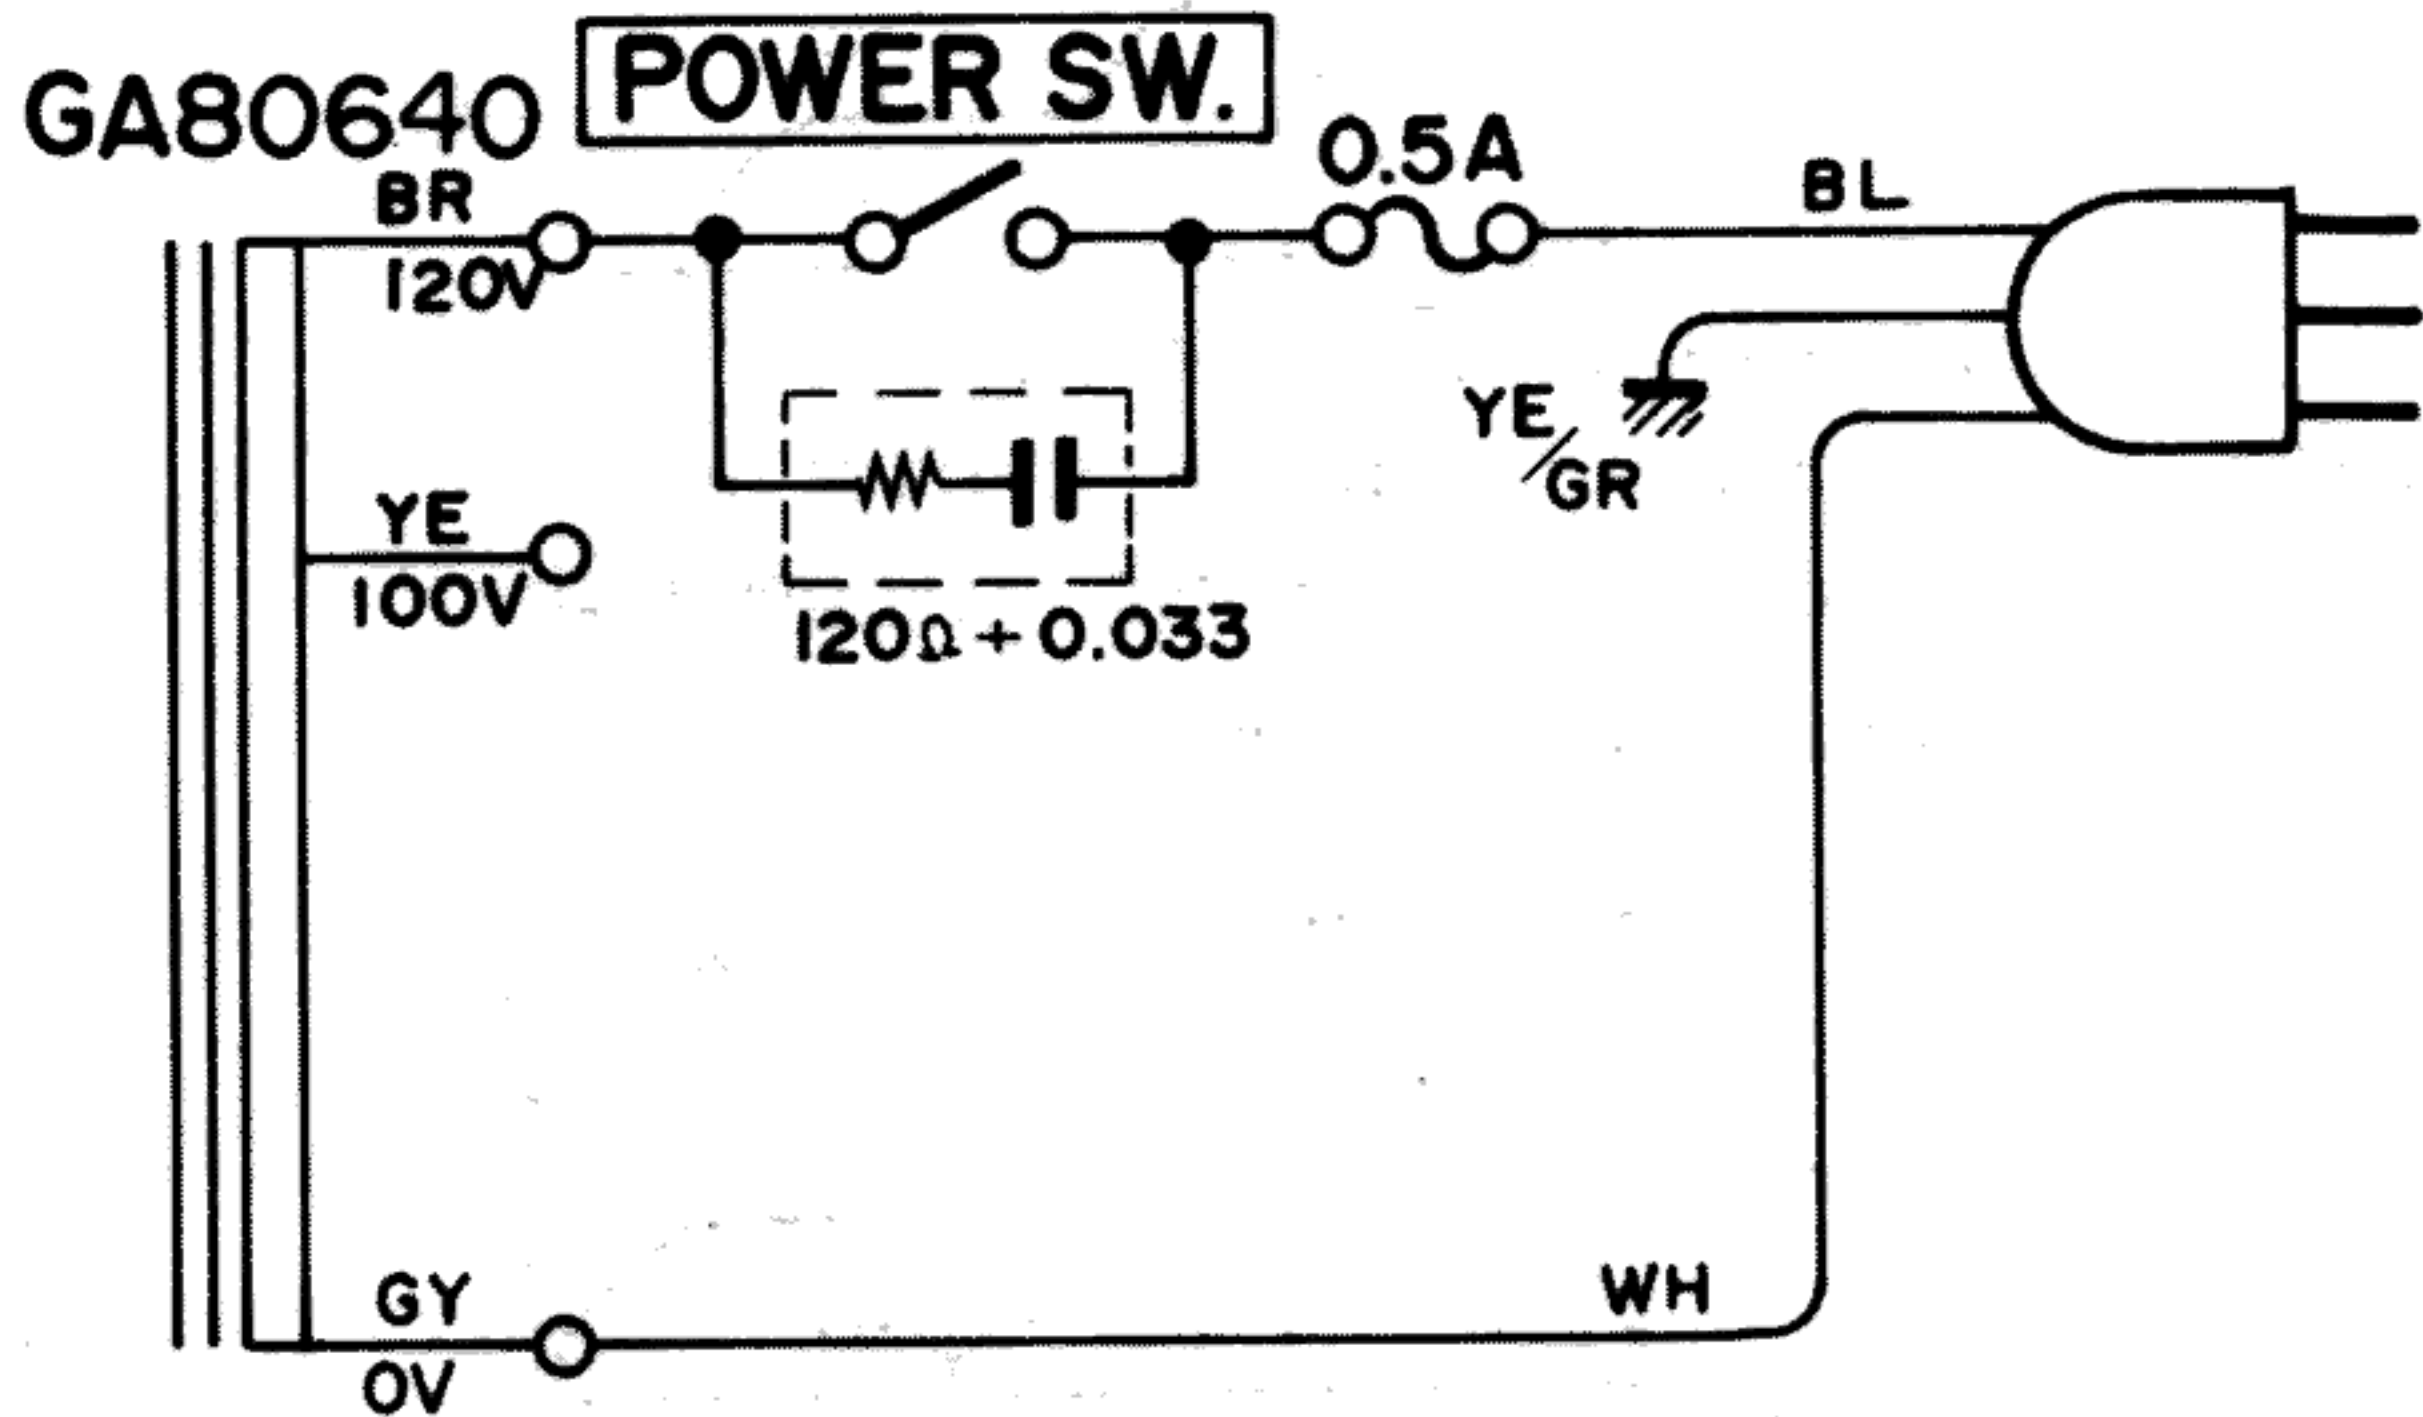 POWER SW.
GA80640
0.5A
BR
120V
BL
YE/GR
YE
100V
120Ω + 0.033
GY
0V
WH